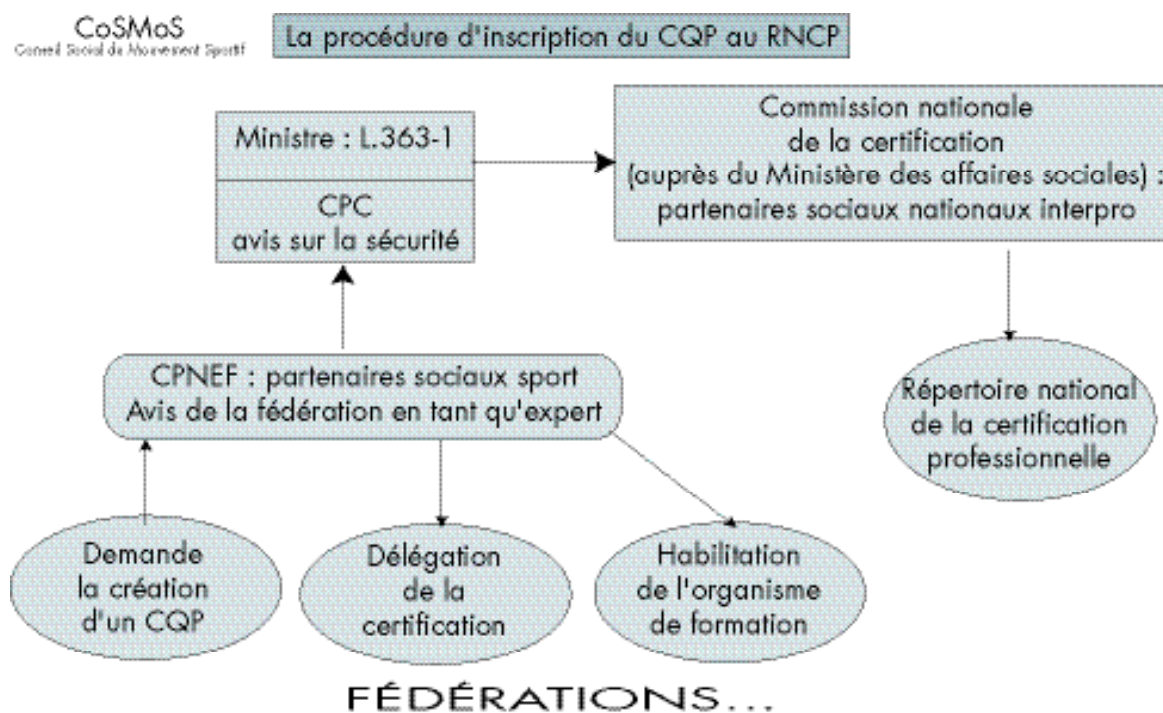 CoSMoS
Conseil Social du Mouvement Sportif
La procédure d'inscription du CQP au RNCP
Ministre : L.363-1
CPC
avis sur la sécurité
Commission nationale
de la certification
(auprès du Ministère des affaires sociales) :
partenaires sociaux nationaux interpro
CPNEF : partenaires sociaux sport
Avis de la fédération en tant qu'expert
Répertoire national
de la certification
professionnelle
Demande
la création
d'un CQP
Délégation
de la
certification
Habilitation
de l'organisme
de formation
FÉDÉRATIONS...